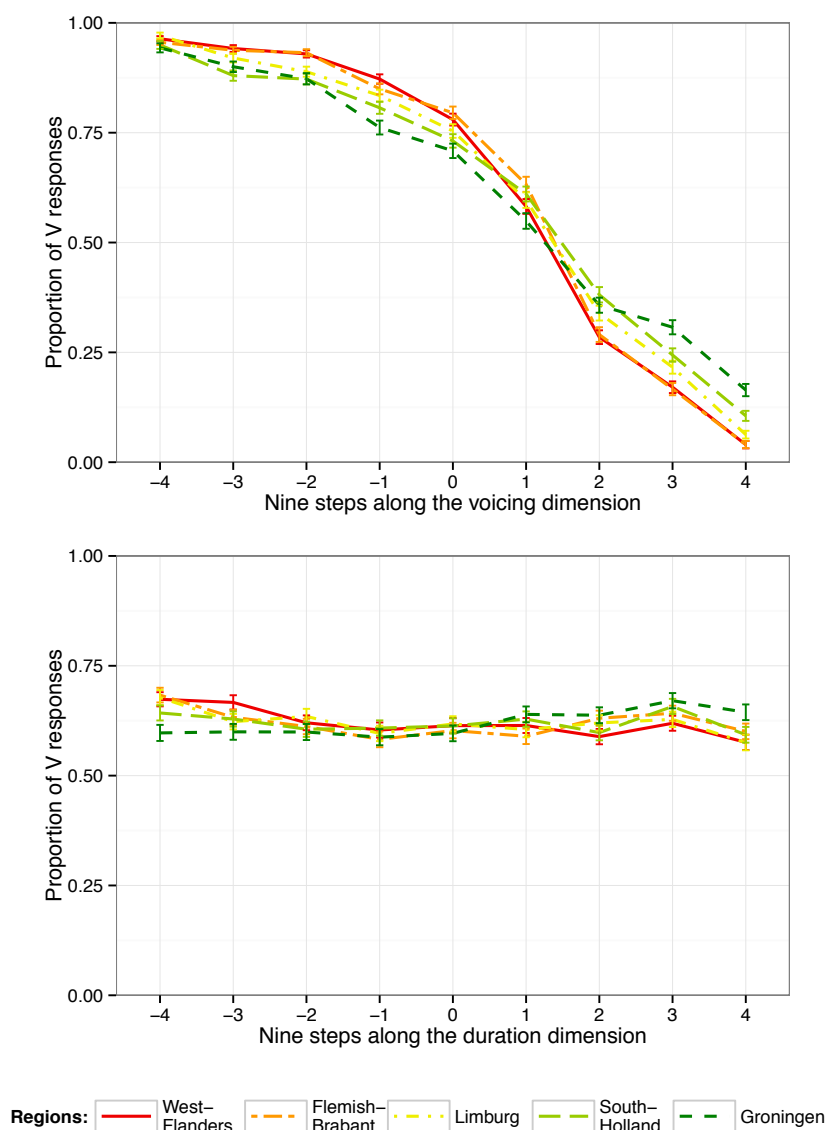 1.00
0.75
0.50
0.25
0.00
Proportion of V responses
−4 −3 −2 −1 0 1 2 3 4
Nine steps along the voicing dimension
1.00
0.75
0.50
0.25
0.00
Proportion of V responses
−4 −3 −2 −1 0 1 2 3 4
Nine steps along the duration dimension
Regions:
West−
Flanders
Flemish−
Brabant
Limburg
South−
Holland
Groningen